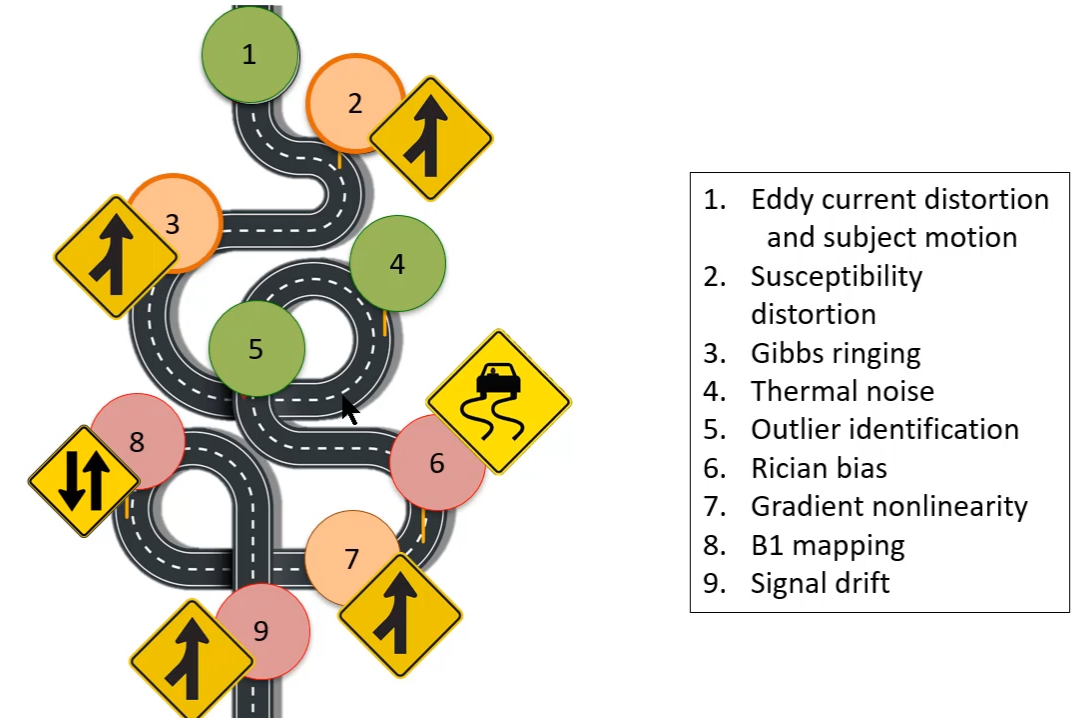 1
2
3
4
5
6
7
8
9
1. Eddy current distortion
and subject motion
2. Susceptibility
distortion
3. Gibbs ringing
4. Thermal noise
5. Outlier identification
6. Rician bias
7. Gradient nonlinearity
8. B1 mapping
9. Signal drift